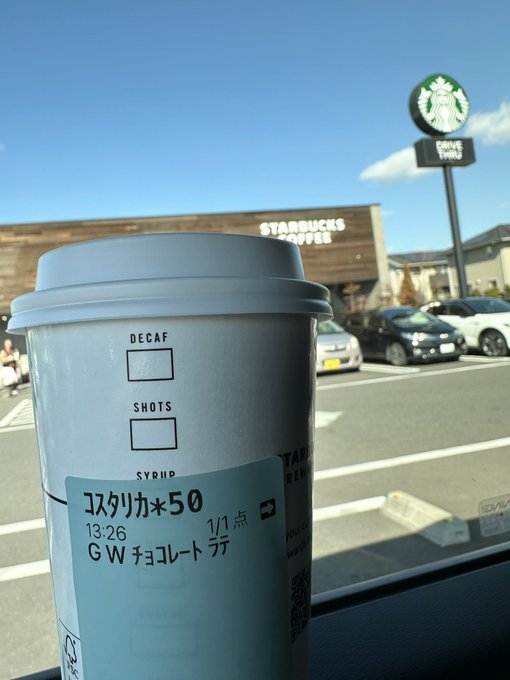 DRIVE
THRU
STARBUCKS
COFFEE
DECAF
SHOTS
SYRUP
コスタリカ*50
13:26
1/1点
GW チョコレート ラテ